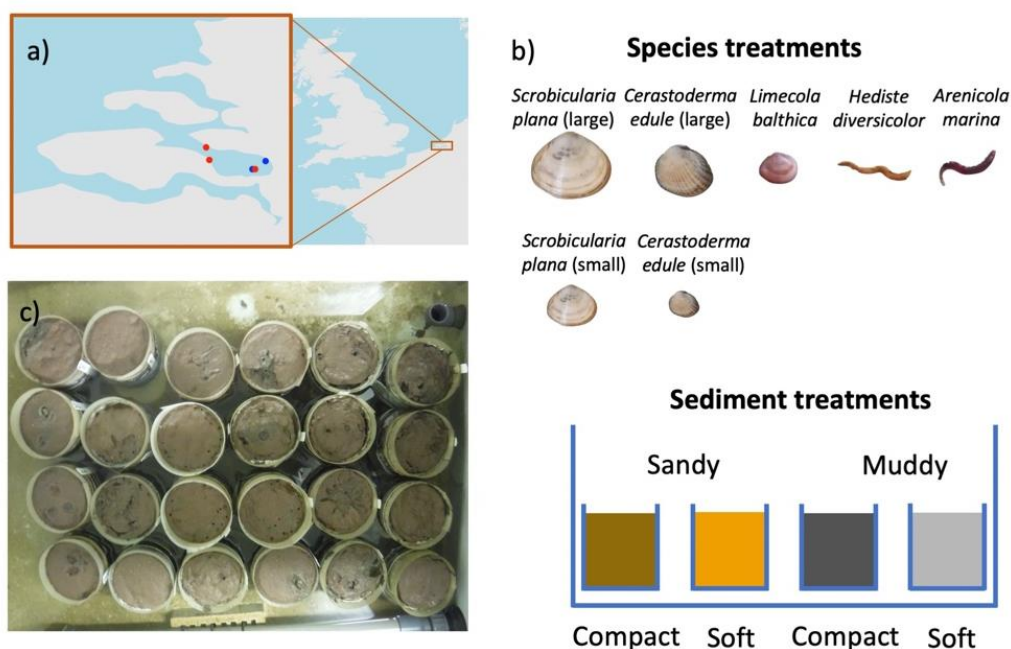 a)
b)
Species treatments
Scrobicularia plana (large)
Cerastoderma edule (large)
Limecola balthica
Hediste diversicolor
Arenicola marina
Scrobicularia plana (small)
Cerastoderma edule (small)
c)
Sediment treatments
Sandy
Muddy
Compact
Soft
Compact
Soft